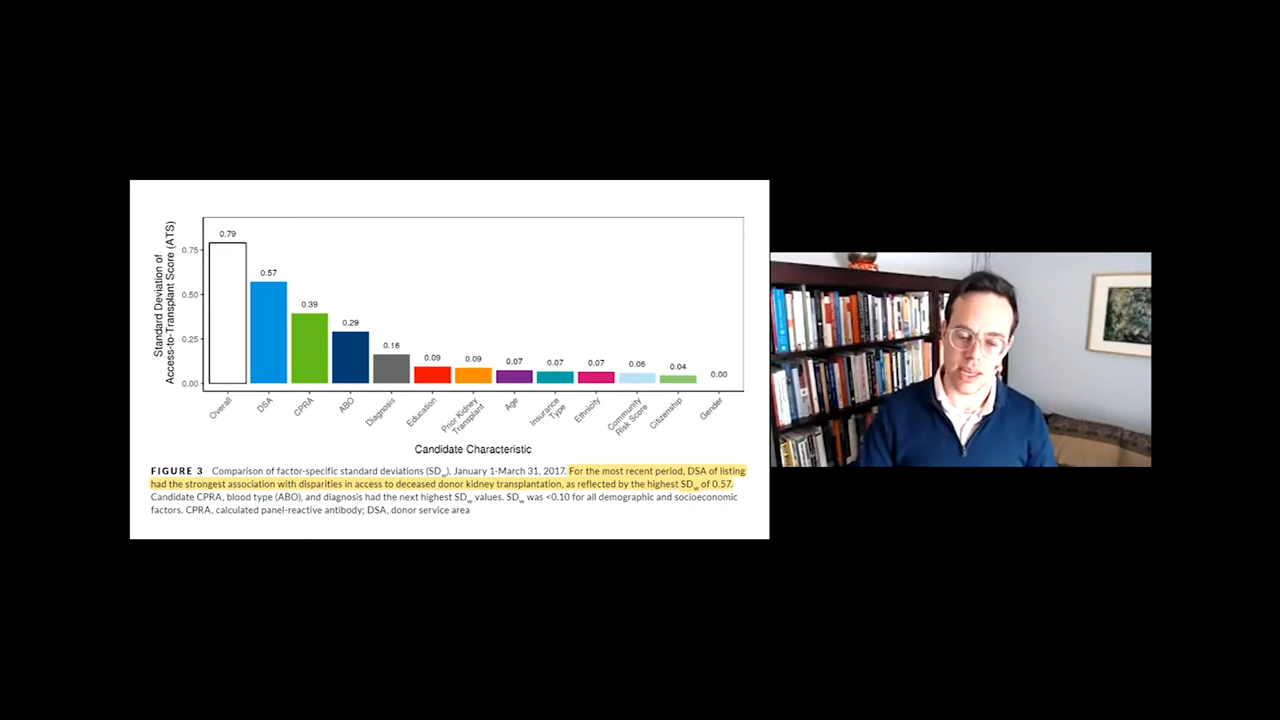 Standard Deviation of
Access-to-Transplant Score (ATS)
0.75
0.50
0.25
0.00
0.79
0.57
0.39
0.29
0.16
0.09
0.09
0.07
0.07
0.07
0.06
0.04
0.00
Overall
DSA
CPRA
ABO
Diagnosis
Education
Prior Kidney
Transplant
Age
Insurance
Type
Ethnicity
Community
Risk Score
Citizenship
Gender
Candidate Characteristic
FIGURE 3 Comparison of factor-specific standard deviations (SDw), January 1-March 31, 2017. For the most recent period, DSA of listing
had the strongest association with disparities in access to deceased donor kidney transplantation, as reflected by the highest SDw of 0.57.
Candidate CPRA, blood type (ABO), and diagnosis had the next highest SDw values. SDw was <0.10 for all demographic and socioeconomic
factors. CPRA, calculated panel-reactive antibody; DSA, donor service area